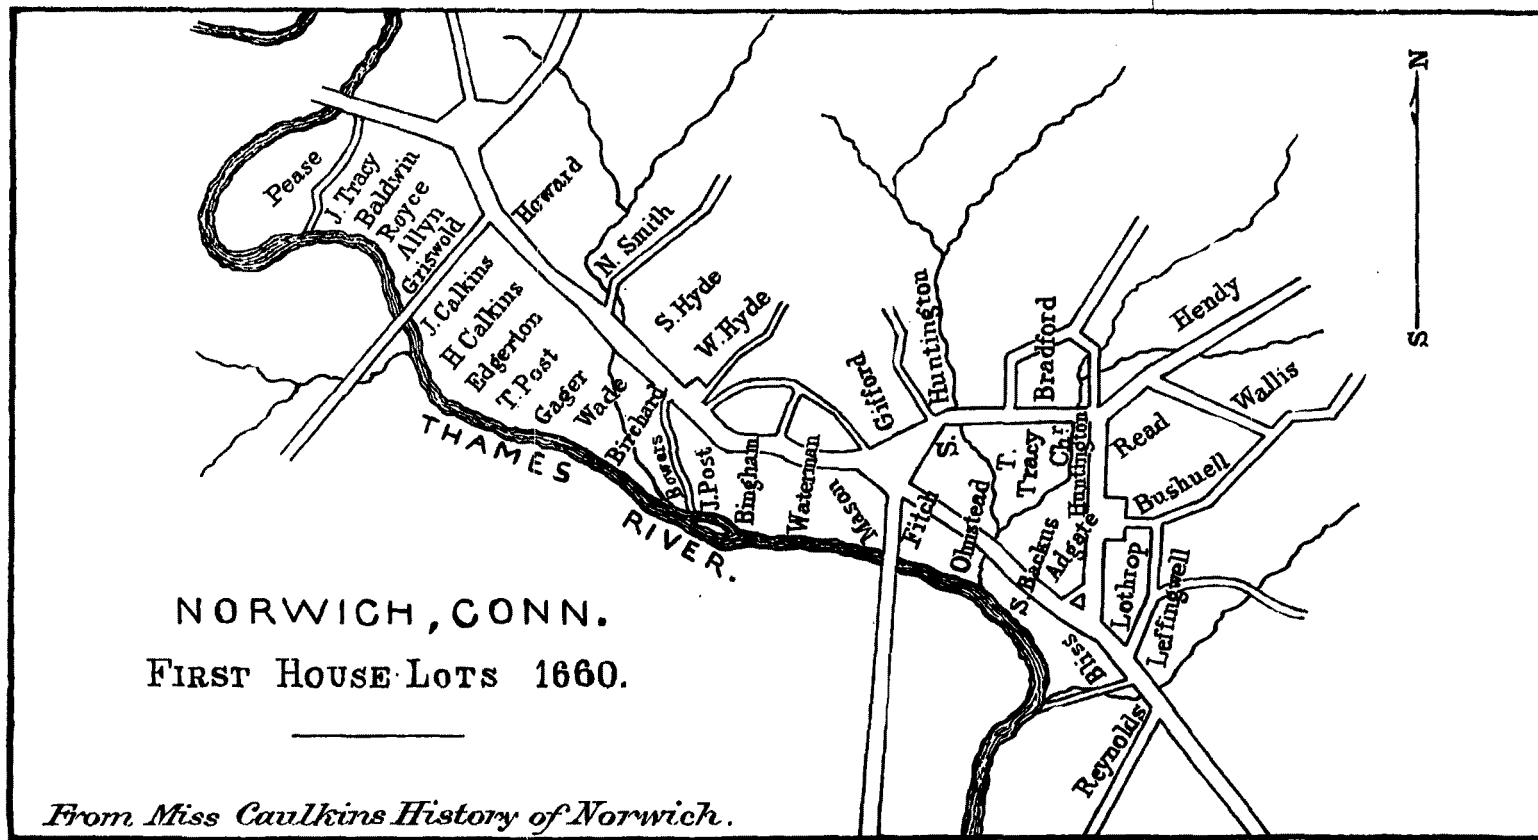 N
S
Pease
J. Tracy
Baldwin
Royce
Allyn
Griswold
Howard
N. Smith
J. Calkins
H Calkins
Edgerton
T. Post
Gager
Wade
Birchard
Bowers
J. Post
Bingham
Waterman
Mason
S. Hyde
W. Hyde
Gifford
S. Huntington
Bradford
Hendy
Wallis
Read
Bushnell
T. Tracy
Chr. Huntington
Fitch
Olmstead
S. Backus
Adgate
Lothrop
Leffingwell
Bliss
Reynolds
THAMES RIVER.
NORWICH, CONN.
FIRST HOUSE LOTS 1660.
From Miss Caulkins History of Norwich.